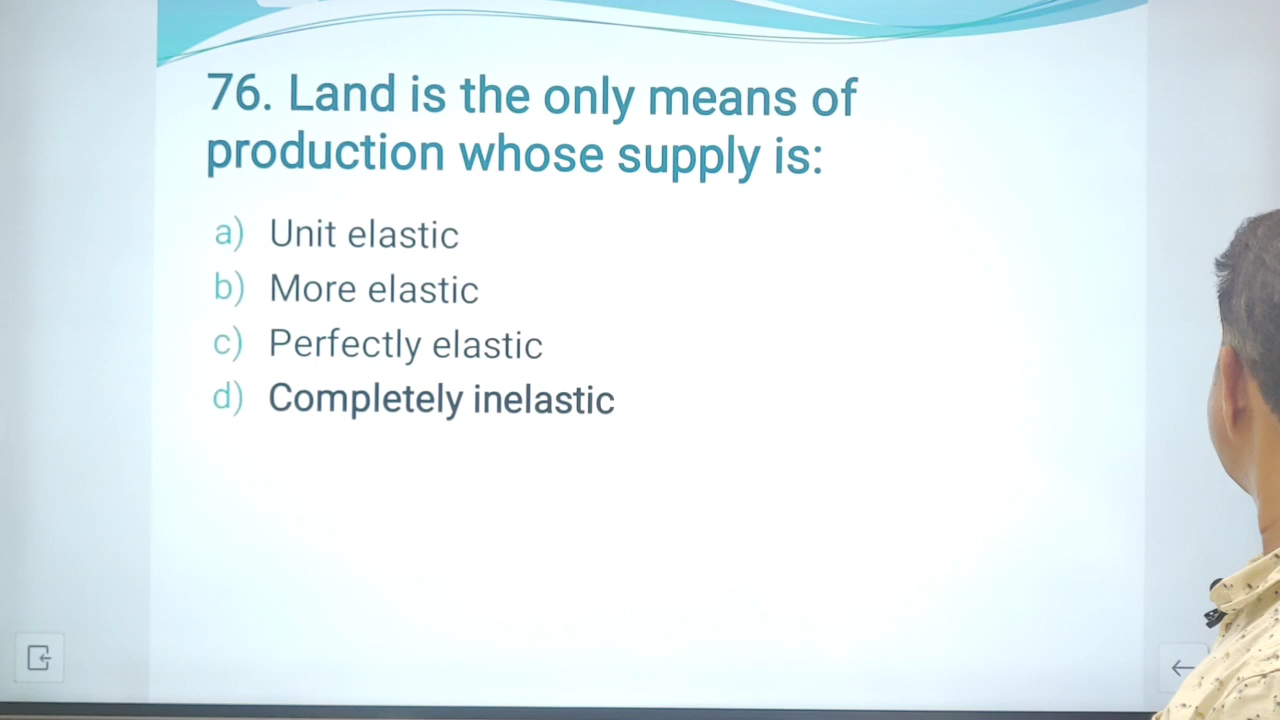 76. Land is the only means of
production whose supply is:
a) Unit elastic
b) More elastic
c) Perfectly elastic
d) Completely inelastic